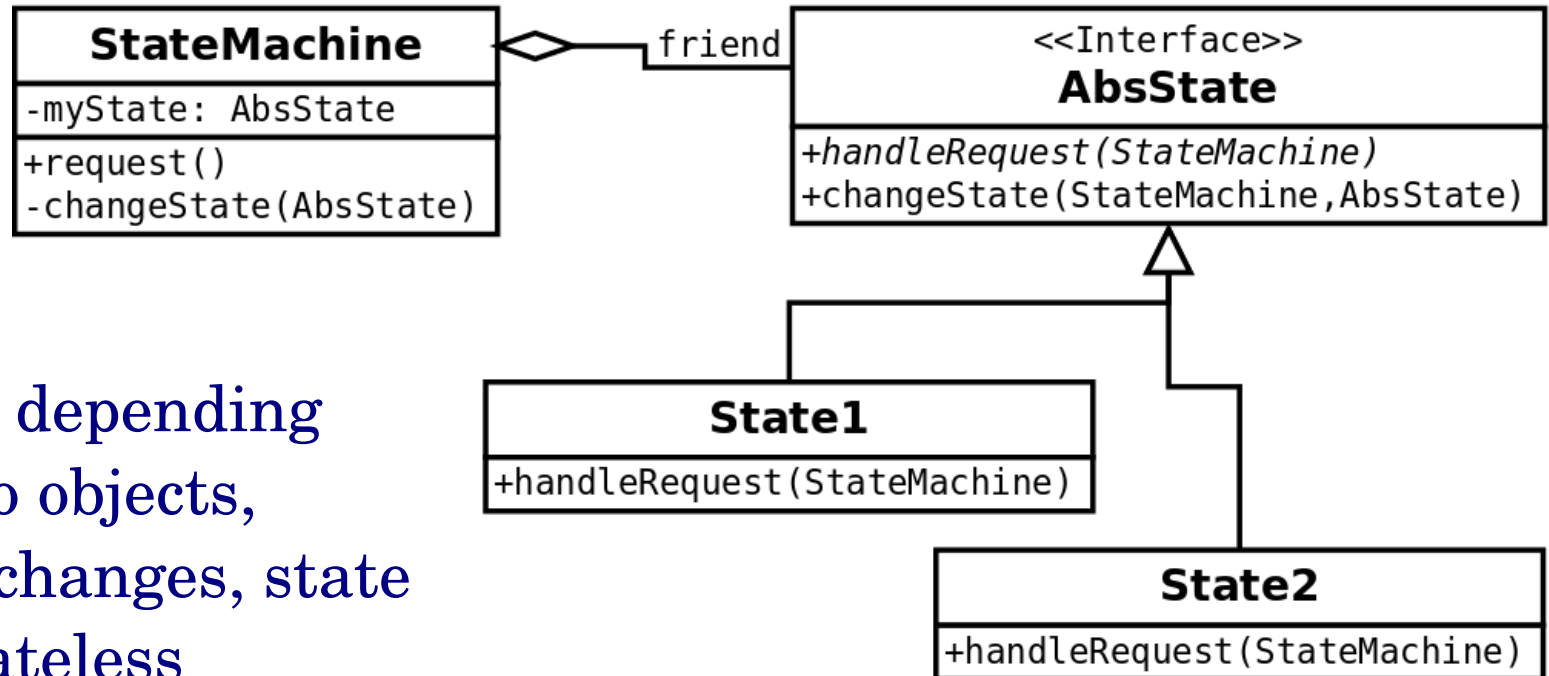 StateMachine
-myState: AbsState
+request()
-changeState(AbsState)
friend
<<Interface>>
AbsState
+handleRequest(StateMachine)
+changeState(StateMachine,AbsState)
State1
+handleRequest(StateMachine)
State2
+handleRequest(StateMachine)
depending
objects,
changes, state